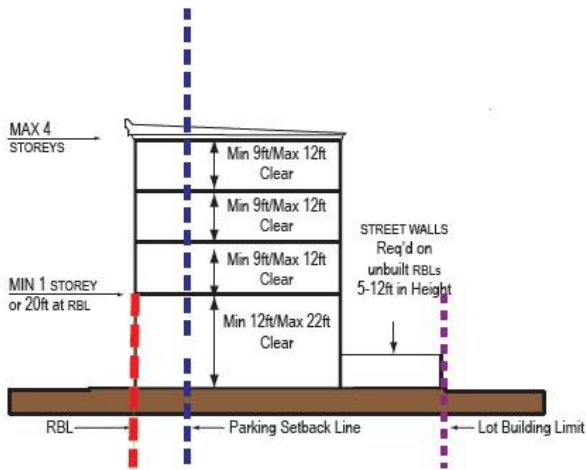 MAX 4
STOREYS
Min 9ft/Max 12ft
Clear
Min 9ft/Max 12ft
Clear
STREET WALLS
Req'd on
unbuilt RBLs
5-12ft in Height
Min 9ft/Max 12ft
Clear
MIN 1 STOREY
or 20ft at RBL
Min 12ft/Max 22ft
Clear
RBL
Parking Setback Line
Lot Building Limit